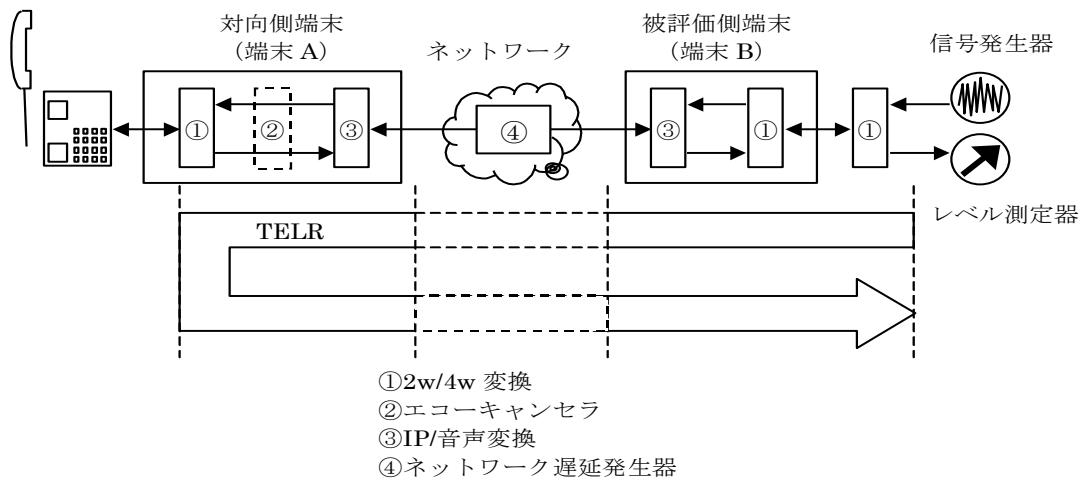 対向側端末
(端末 A)
ネットワーク
被評価側端末
(端末 B)
信号発生器
①
②
③
④
③
①
①
レベル測定器
TELR
①2w/4w 変換
②エコーキャンセラ
③IP/音声変換
④ネットワーク遅延発生器